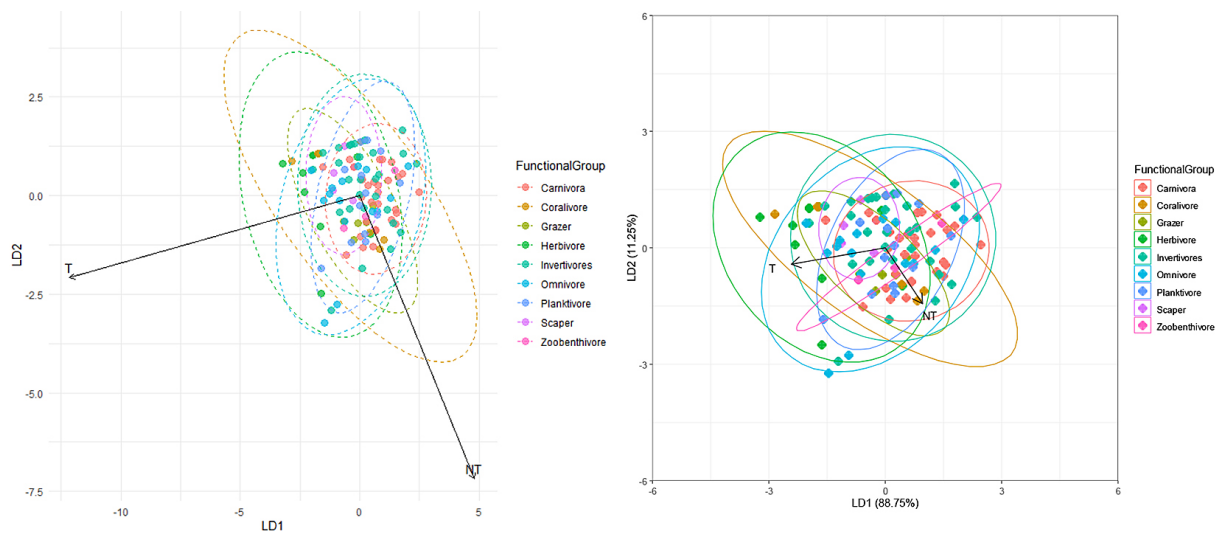 2.5
0.0
-2.5
-5.0
-7.5
LD2
-10
-5
0
5
LD1
T
NT
FunctionalGroup
Carnivora
Coralivore
Grazer
Herbivore
Invertivores
Omnivore
Planktivore
Scaper
Zoobenthivore
6
3
0
-3
-6
LD2 (11.25%)
-6
-3
0
3
6
LD1 (88.75%)
T
NT
FunctionalGroup
Carnivora
Coralivore
Grazer
Herbivore
Invertivores
Omnivore
Planktivore
Scaper
Zoobenthivore